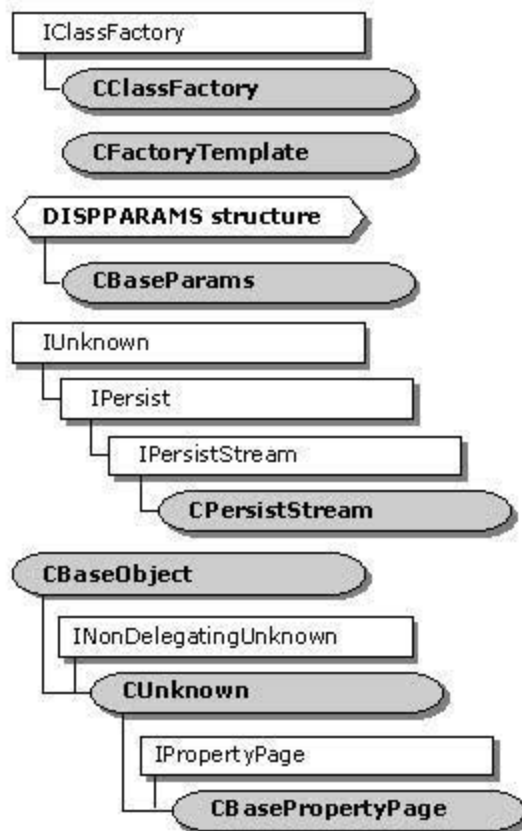 IClassFactory
CClassFactory
CFactoryTemplate
DISPPARAMS structure
CBaseParams
IUnknown
IPersist
IPersistStream
CPersistStream
CBaseObject
INonDelegatingUnknown
CUnknown
IPropertyPage
CBasePropertyPage